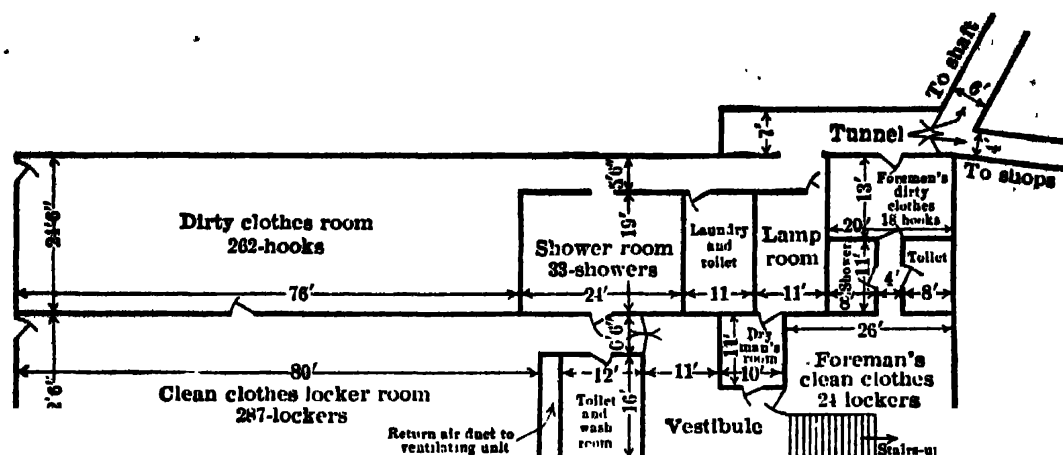 To shaft
6'
7'
Tunnel
4'
To shops
5'6"
13'
Foreman's
dirty
clothes
18 hooks
20'
24'6"
Dirty clothes room
262-hooks
19'
Shower room
33-showers
Laundry
and
toilet
Lamp
room
Shower
11'
4'
Toilet
8'
76'
24'
11
11'
26'
6'6"
11'
Dry
man's
room
10'
Foreman's
clean clothes
24 lockers
80'
12'
11'
Clean clothes locker room
287-lockers
16'
Toilet
and
wash
room
Vestibule
Return air duct to
ventilating unit